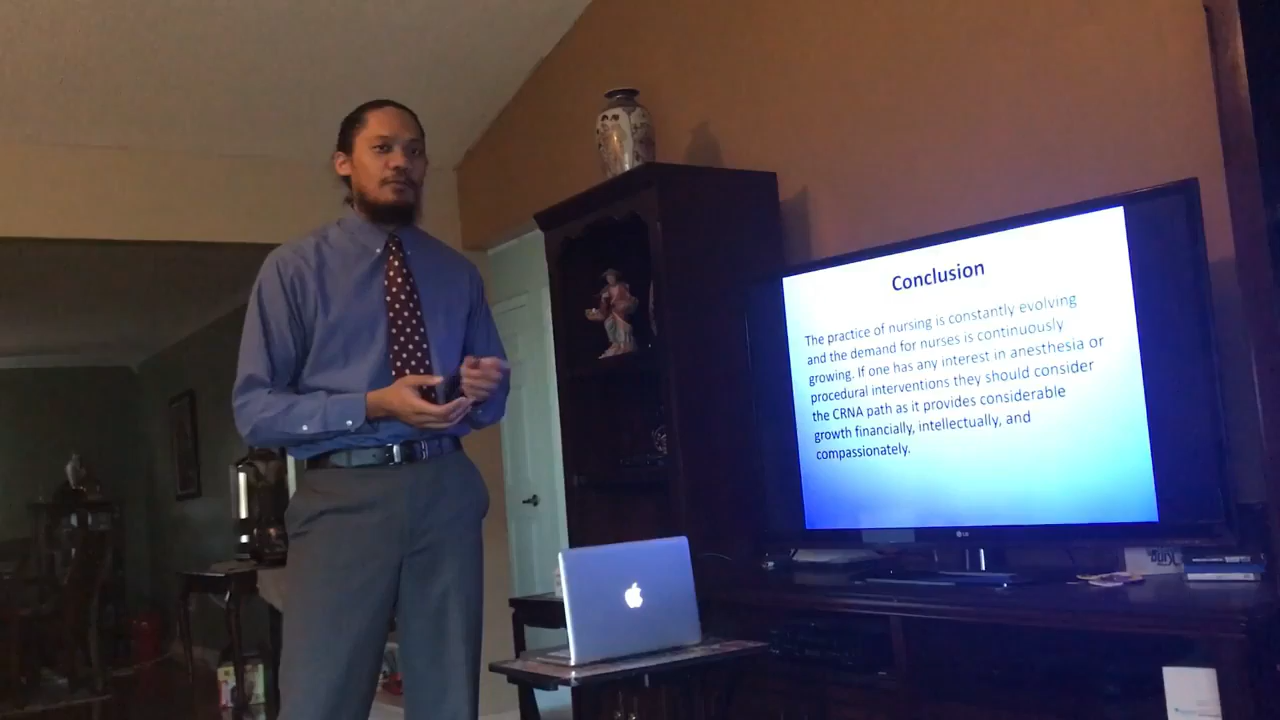 Conclusion
The practice of nursing is constantly evolving
and the demand for nurses is continuously
growing. If one has any interest in anesthesia or
procedural interventions they should consider
the CRNA path as it provides considerable
growth financially, intellectually, and
compassionately.
LG